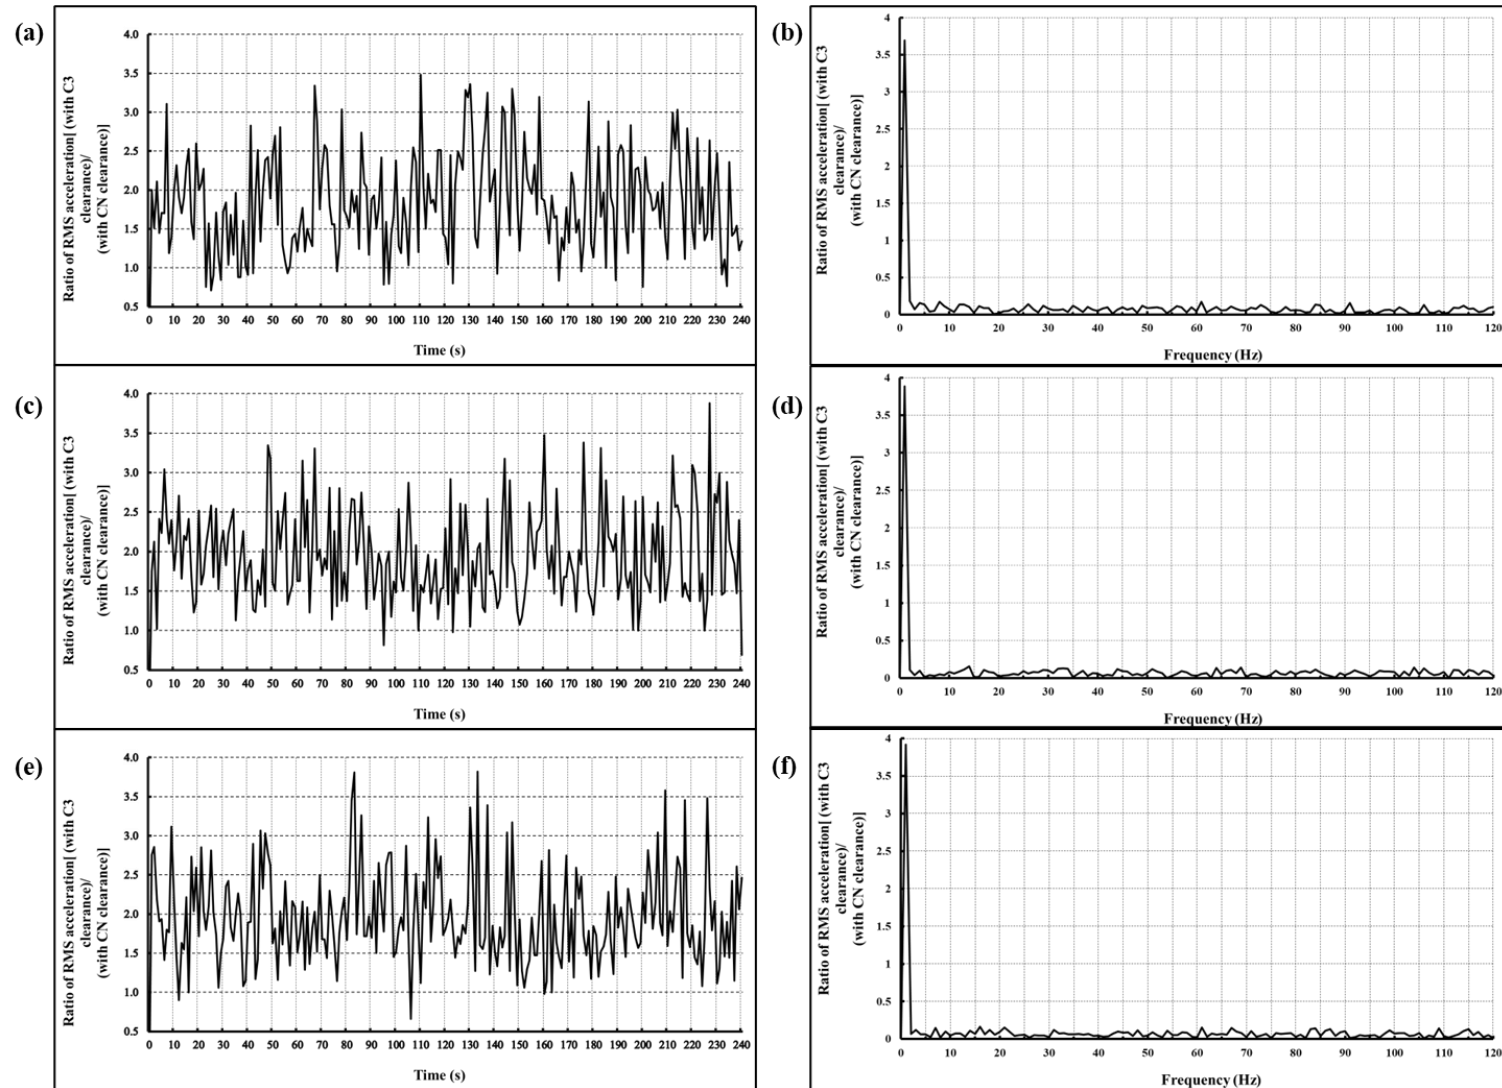 (a)
Ratio of RMS acceleration[ (with C3
clearance)/
(with CN clearance)]
4.0
3.5
3.0
2.5
2.0
1.5
1.0
0.5
0 10 20 30 40 50 60 70 80 90 100 110 120 130 140 150 160 170 180 190 200 210 220 230 240
Time (s)
(b)
Ratio of RMS acceleration[ (with C3
clearance)/
(with CN clearance)]
4
3.5
3
2.5
2
1.5
1
0.5
0
0 10 20 30 40 50 60 70 80 90 100 110 120
Frequency (Hz)
(c)
Ratio of RMS acceleration[ (with C3
clearance)/
(with CN clearance)]
4.0
3.5
3.0
2.5
2.0
1.5
1.0
0.5
0 10 20 30 40 50 60 70 80 90 100 110 120 130 140 150 160 170 180 190 200 210 220 230 240
Time (s)
(d)
Ratio of RMS acceleration[ (with C3
clearance)/
(with CN clearance)]
4
3.5
3
2.5
2
1.5
1
0.5
0
0 10 20 30 40 50 60 70 80 90 100 110 120
Frequency (Hz)
(e)
Ratio of RMS acceleration[ (with C3
clearance)/
(with CN clearance)]
4.0
3.5
3.0
2.5
2.0
1.5
1.0
0.5
0 10 20 30 40 50 60 70 80 90 100 110 120 130 140 150 160 170 180 190 200 210 220 230 240
Time (s)
(f)
Ratio of RMS acceleration[ (with C3
clearance)/
(with CN clearance)]
4
3.5
3
2.5
2
1.5
1
0.5
0
0 10 20 30 40 50 60 70 80 90 100 110 120
Frequency (Hz)